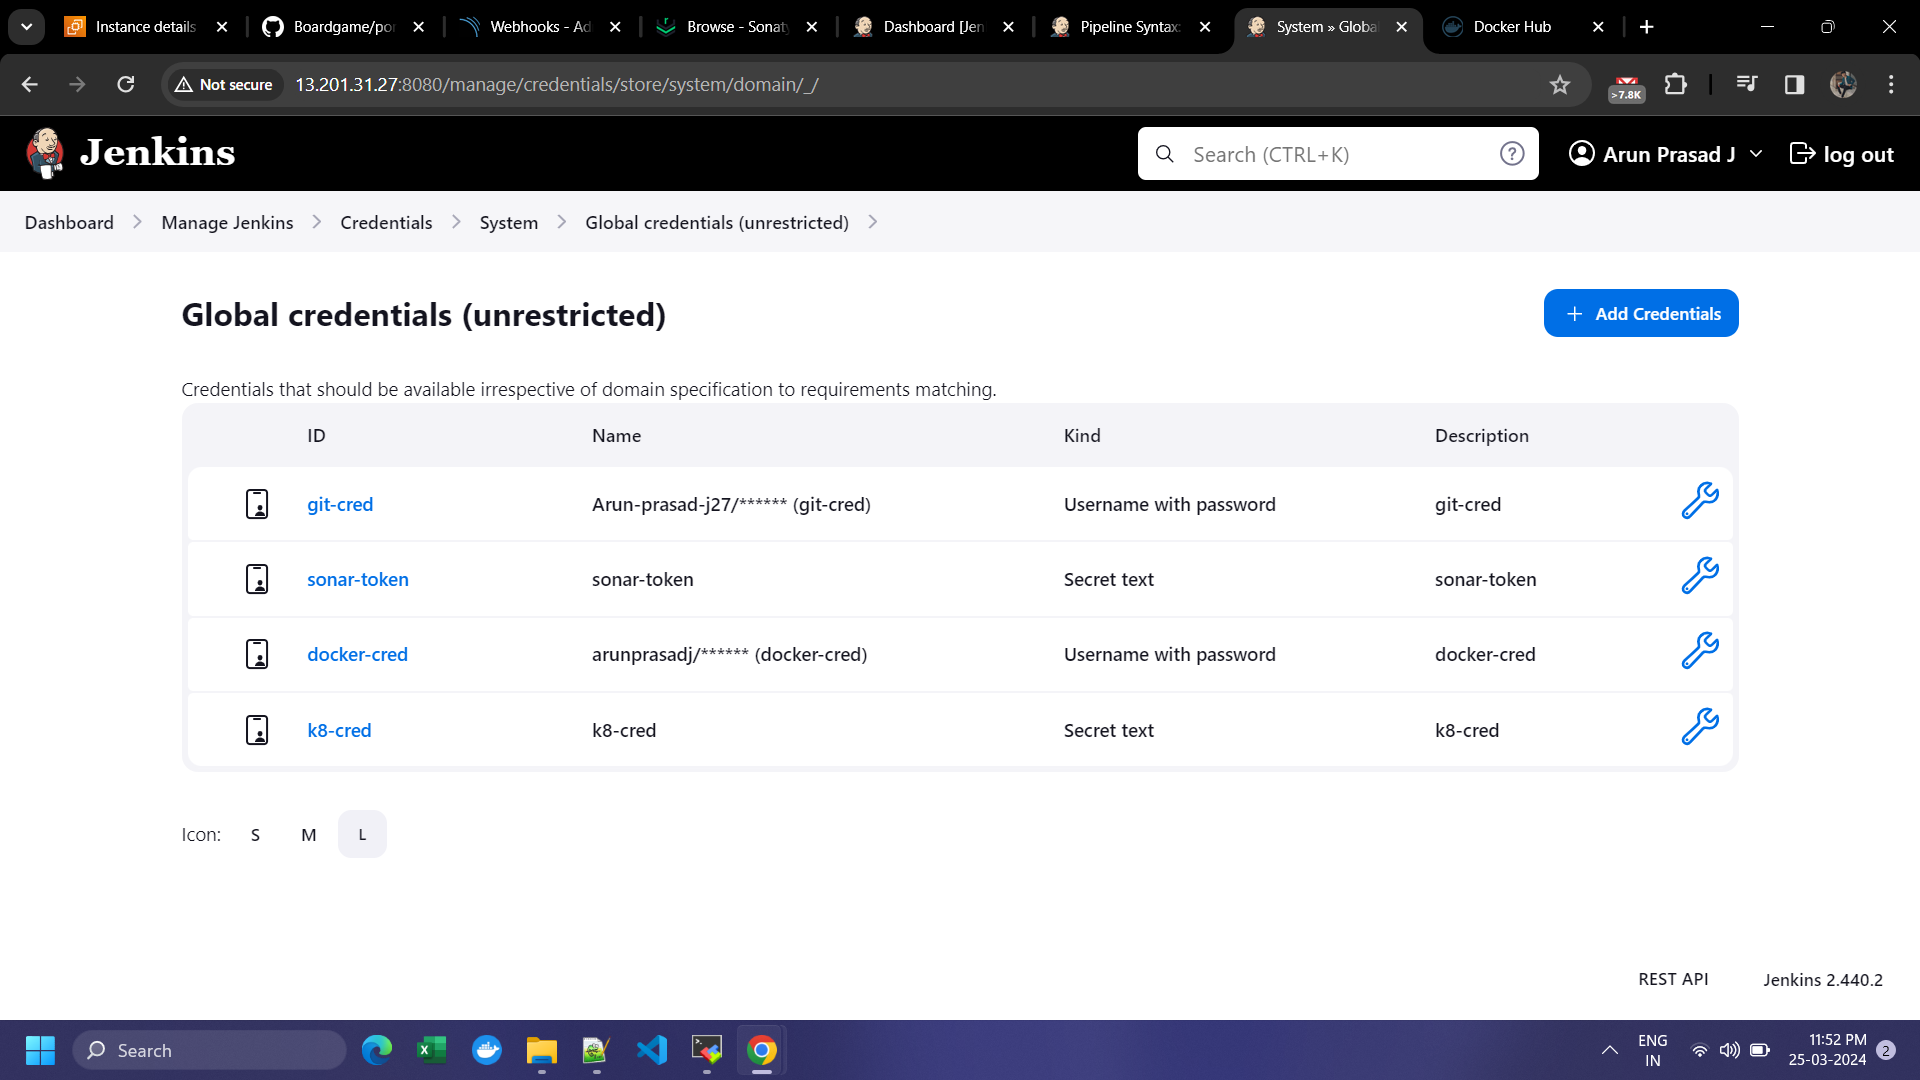 Instance details
Boardgame/po
Webhooks - Ad
Browse - Sonaty
Dashboard [Jen
Pipeline Syntax:
System » Globa
Docker Hub
Not secure
13.201.31.27:8080/manage/credentials/store/system/domain/_/
>7.8K
Jenkins
Search (CTRL+K)
?
Arun Prasad J
log out
Dashboard
Manage Jenkins
Credentials
System
Global credentials (unrestricted)
Global credentials (unrestricted)
+ Add Credentials
Credentials that should be available irrespective of domain specification to requirements matching.
ID Name Kind Description
git-cred Arun-prasad-j27/****** (git-cred) Username with password git-cred
sonar-token sonar-token Secret text sonar-token
docker-cred arunprasadj/****** (docker-cred) Username with password docker-cred
k8-cred k8-cred Secret text k8-cred
Icon: S M L
REST API Jenkins 2.440.2
Search
ENG
IN
11:52 PM
25-03-2024
2